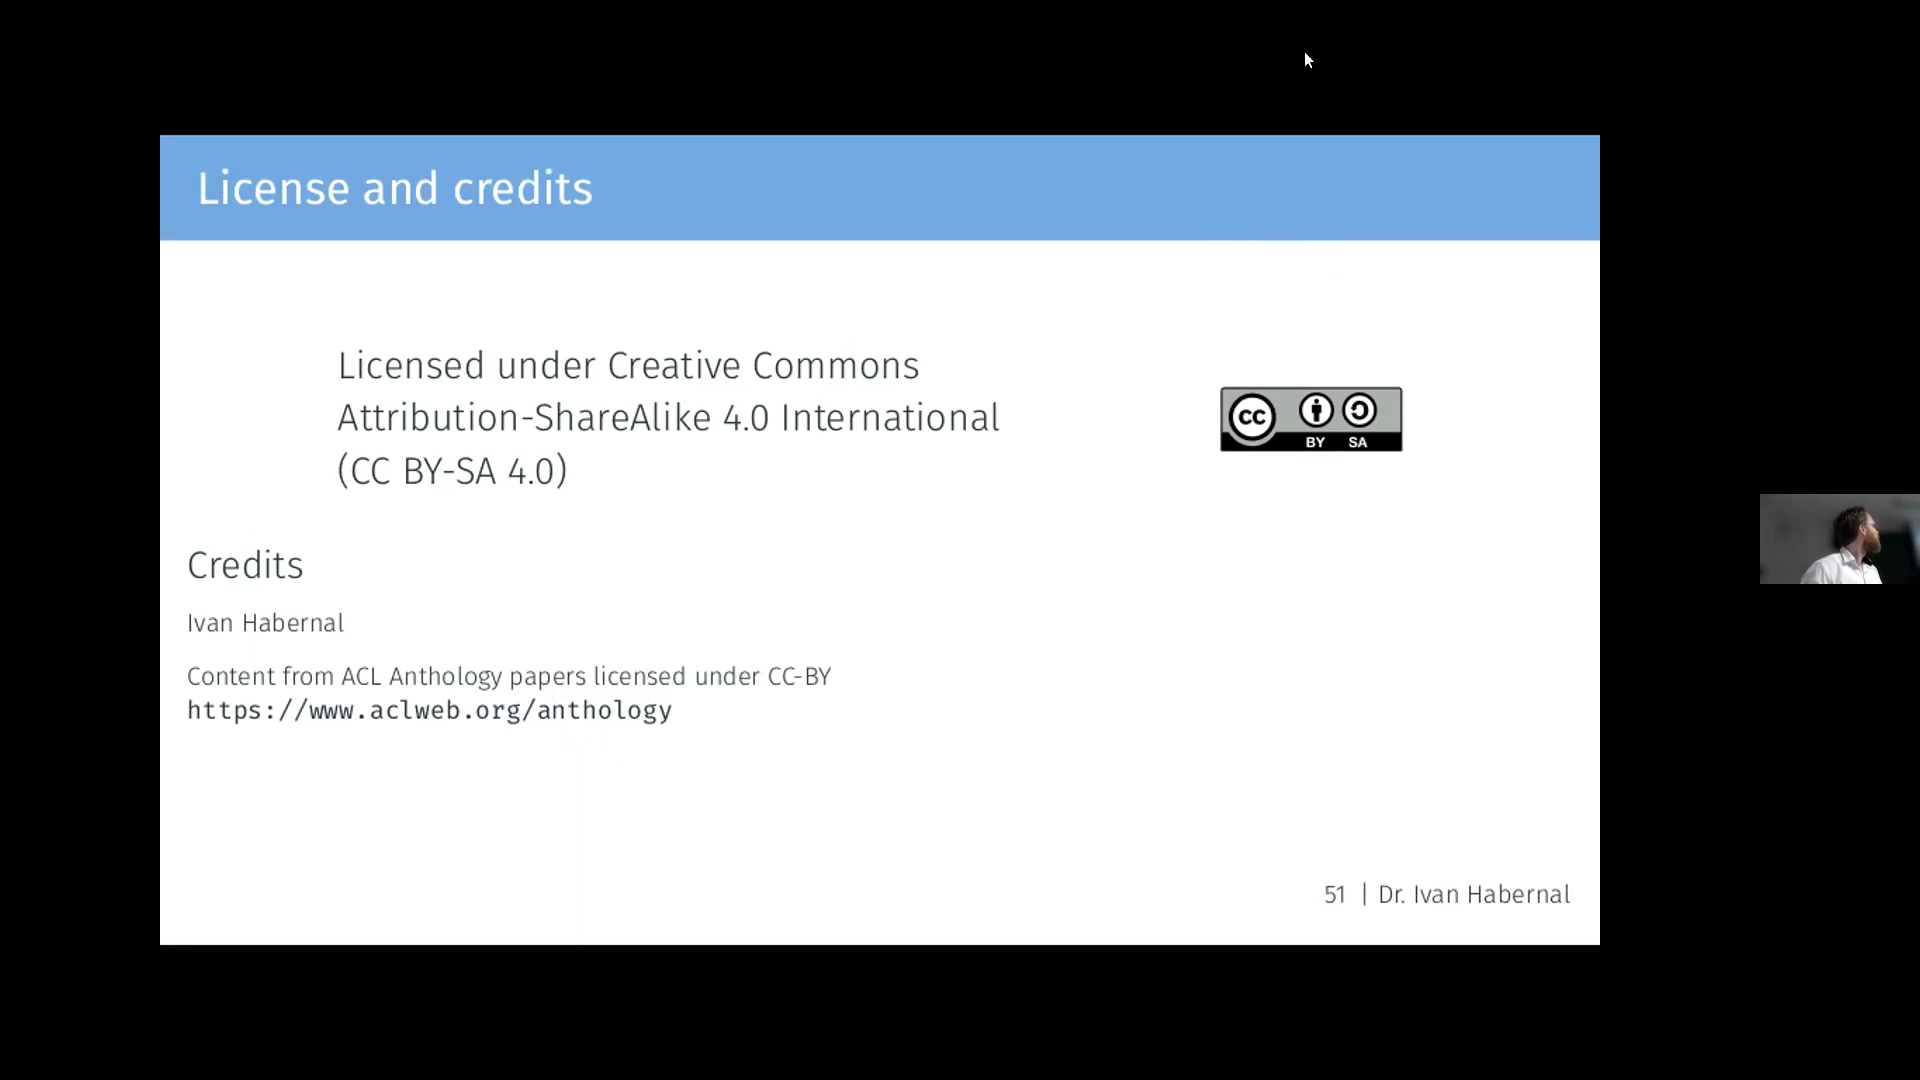 License and credits
Licensed under Creative Commons
Attribution-ShareAlike 4.0 International
(CC BY-SA 4.0)
cc
BY SA
Credits
Ivan Habernal
Content from ACL Anthology papers licensed under CC-BY
https://www.aclweb.org/anthology
51 | Dr. Ivan Habernal